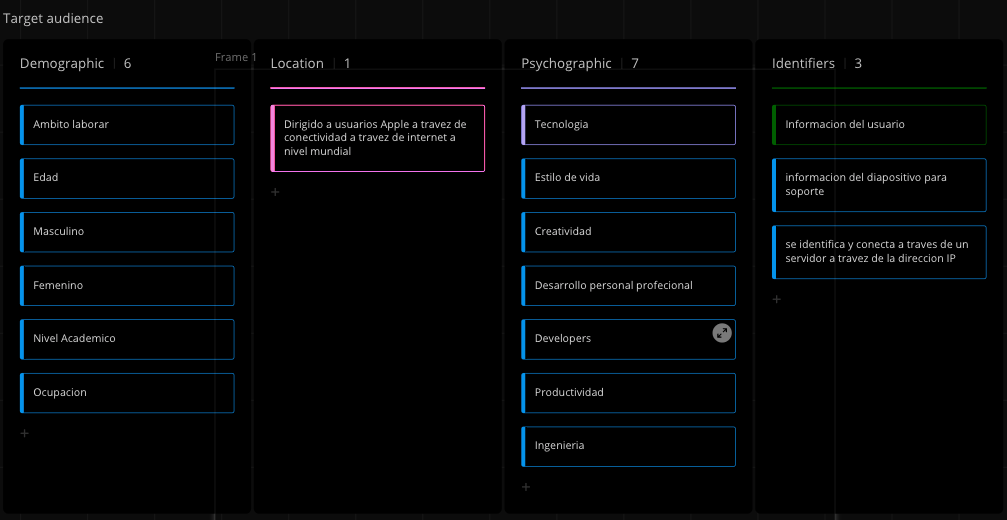 Target audience
Frame 1
Demographic | 6
Ambito laborar
Edad
Masculino
Femenino
Nivel Academico
Ocupacion
+
Location | 1
Dirigido a usuarios Apple a travez de
conectividad a travez de internet a
nivel mundial
+
Psychographic | 7
Tecnologia
Estilo de vida
Creatividad
Desarrollo personal profecional
Developers
Productividad
Ingenieria
+
Identifiers | 3
Informacion del usuario
informacion del diapositivo para
soporte
se identifica y conecta a traves de un
servidor a travez de la direccion IP
+